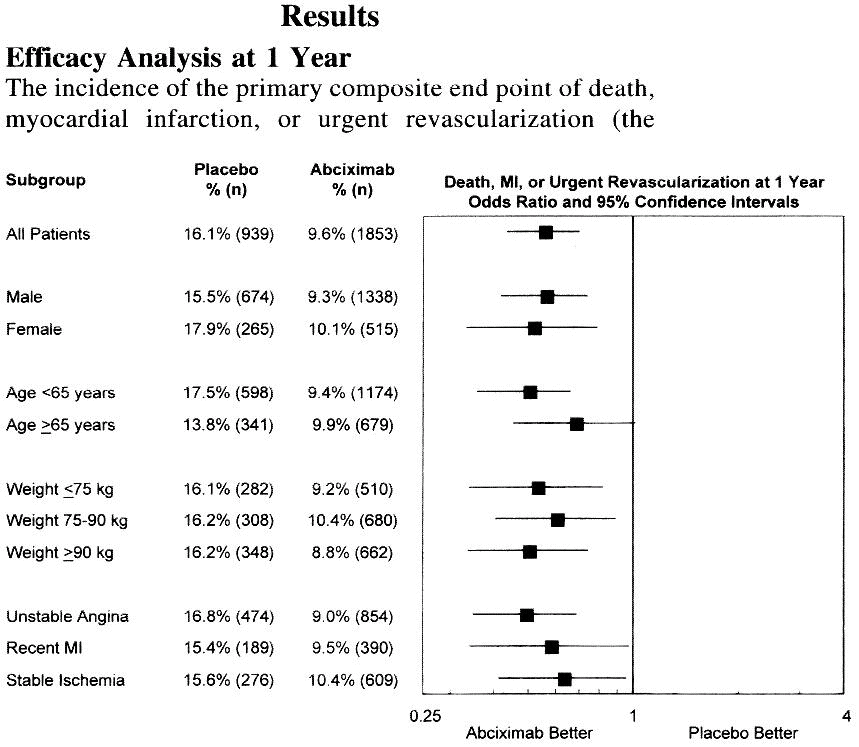 Results
Efficacy Analysis at 1 Year
The incidence of the primary composite end point of death,
myocardial infarction, or urgent revascularization (the
Subgroup Placebo % (n) Abciximab % (n) Death, MI, or Urgent Revascularization at 1 Year
Odds Ratio and 95% Confidence Intervals
All Patients 16.1% (939) 9.6% (1853)
Male 15.5% (674) 9.3% (1338)
Female 17.9% (265) 10.1% (515)
Age <65 years 17.5% (598) 9.4% (1174)
Age ≥65 years 13.8% (341) 9.9% (679)
Weight ≤75 kg 16.1% (282) 9.2% (510)
Weight 75-90 kg 16.2% (308) 10.4% (680)
Weight ≥90 kg 16.2% (348) 8.8% (662)
Unstable Angina 16.8% (474) 9.0% (854)
Recent MI 15.4% (189) 9.5% (390)
Stable Ischemia 15.6% (276) 10.4% (609)
0.25 1 4
Abciximab Better Placebo Better